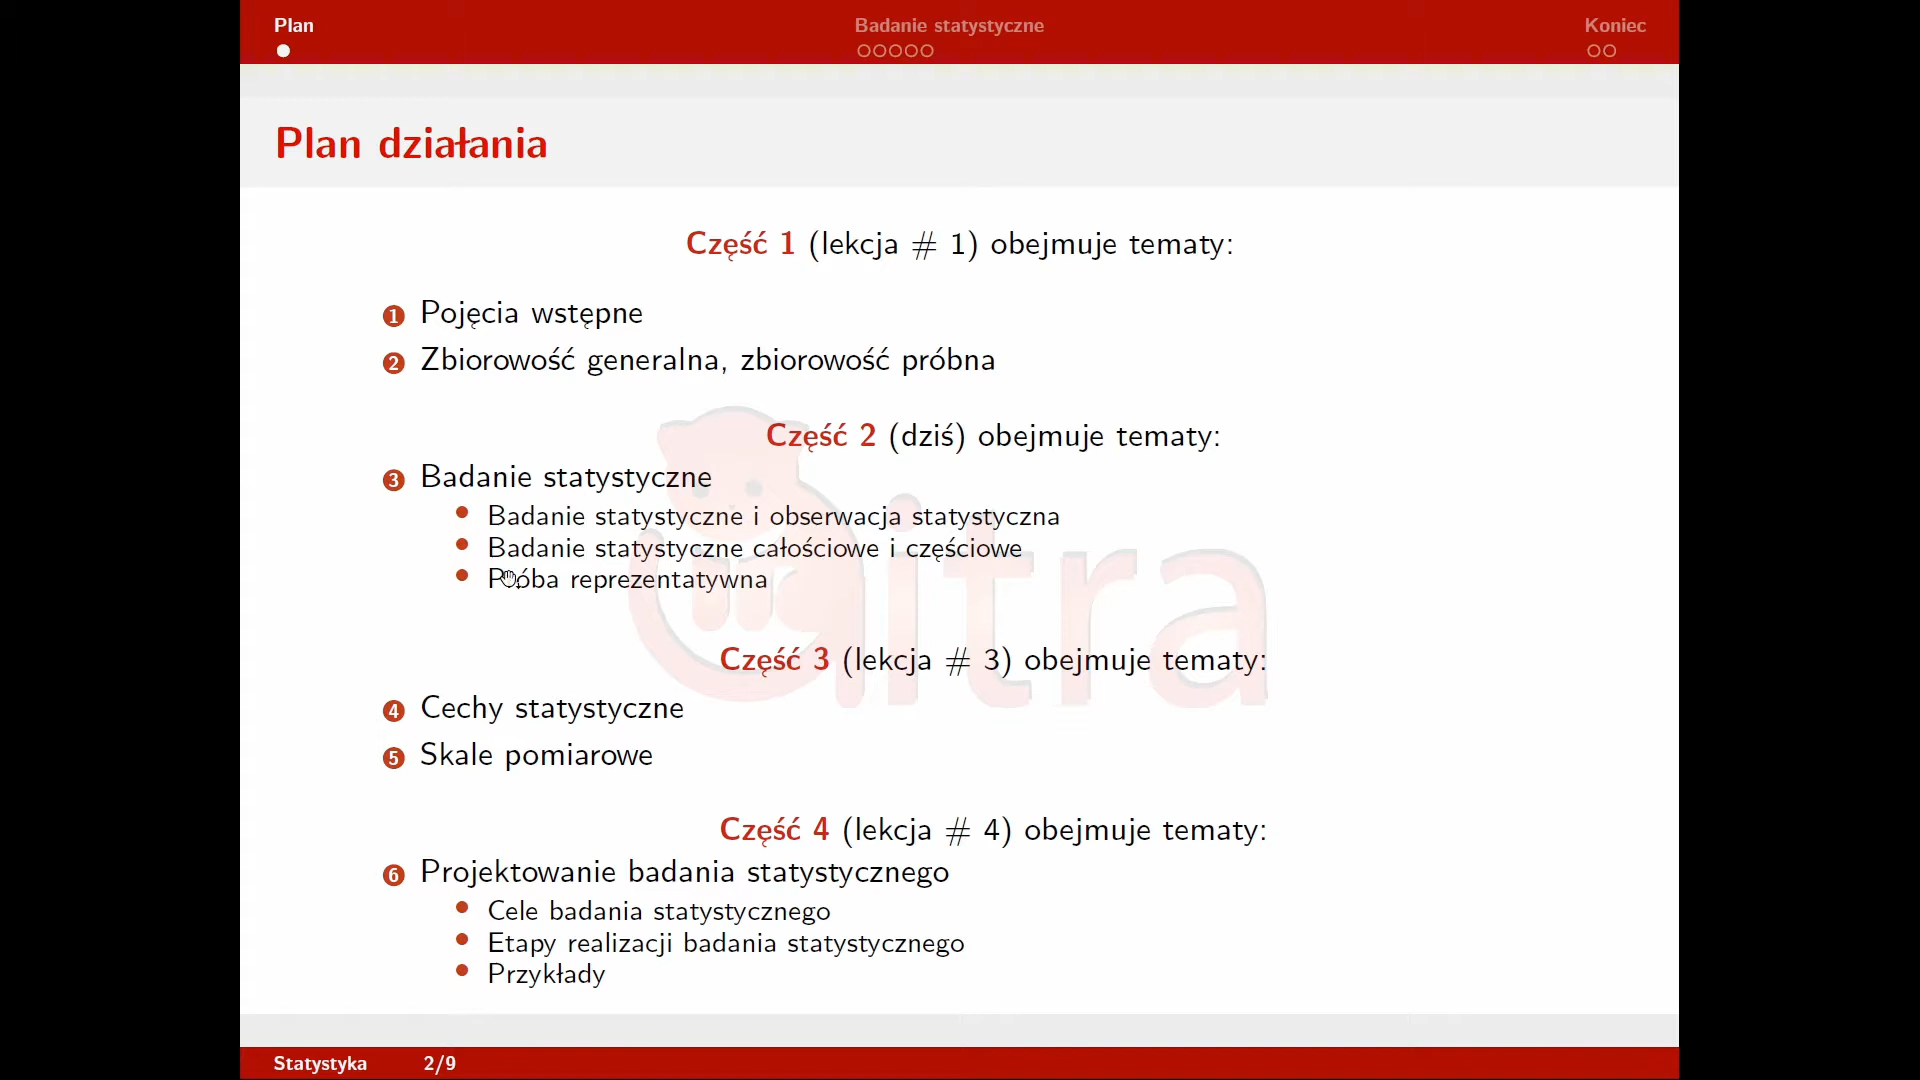 Plan
Badanie statystyczne
Koniec
Plan działania
Część 1 (lekcja # 1) obejmuje tematy:
1 Pojęcia wstępne
2 Zbiorowość generalna, zbiorowość próbna
Część 2 (dziś) obejmuje tematy:
3 Badanie statystyczne
Badanie statystyczne i obserwacja statystyczna
Badanie statystyczne całościowe i częściowe
Próba reprezentatywna
itra
Część 3 (lekcja # 3) obejmuje tematy:
4 Cechy statystyczne
5 Skale pomiarowe
Część 4 (lekcja # 4) obejmuje tematy:
6 Projektowanie badania statystycznego
Cele badania statystycznego
Etapy realizacji badania statystycznego
Przykłady
Statystyka 2/9